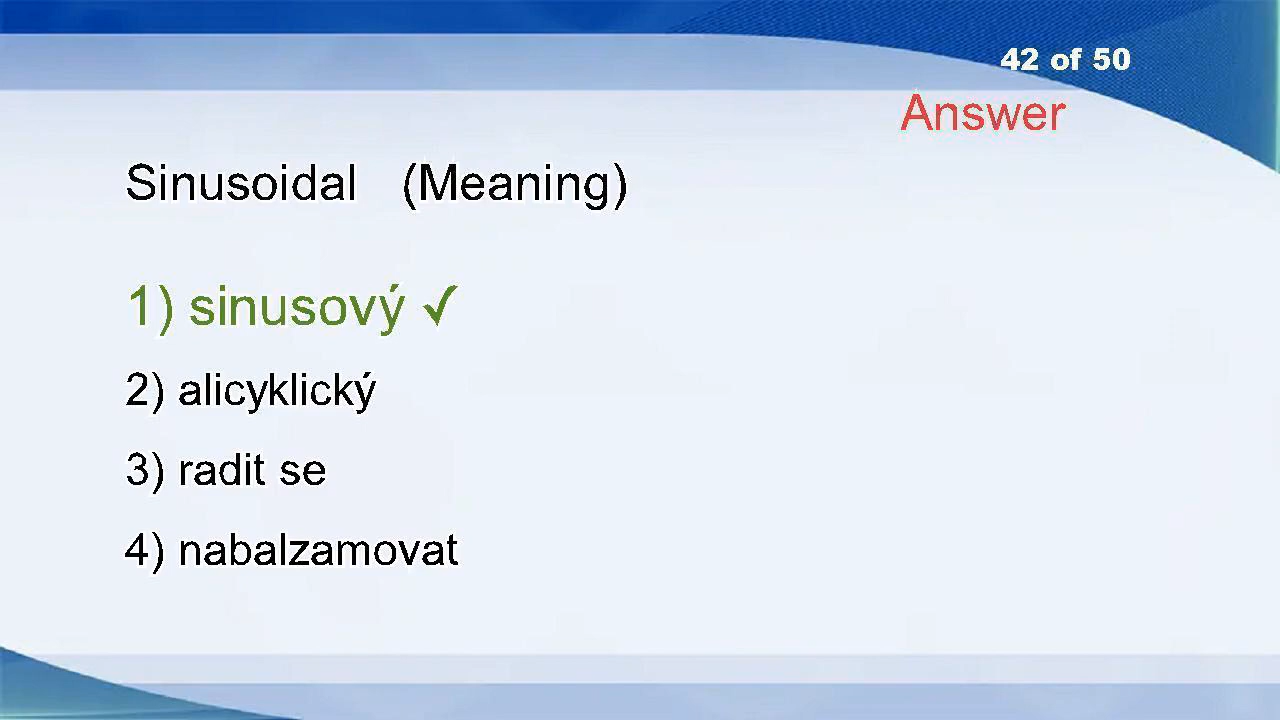 42 of 50
Answer
Sinusoidal (Meaning)
1) sinusový ✓
2) alicyklický
3) radit se
4) nabalzamovat